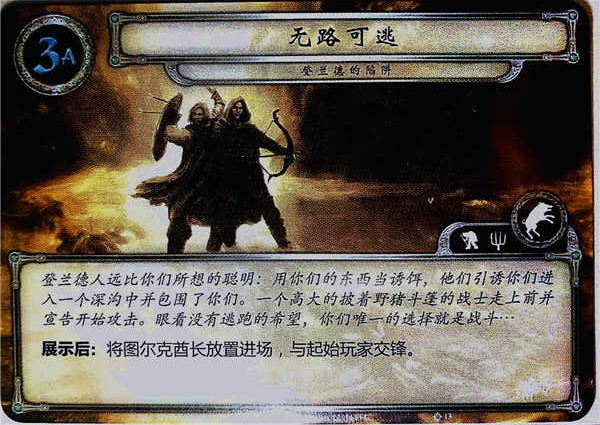 3A
无路可逃
登兰德的陷阱
登兰德人远比你们所想的聪明：用你们的东西当诱饵，他们引诱你们进
入一个深沟中并包围了你们。一个高大的披着野猪斗蓬的战士走上前并
宣告开始攻击。眼看没有逃跑的希望，你们唯一的选择就是战斗…
展示后：将图尔克酋长放置进场，与起始玩家交锋。
13